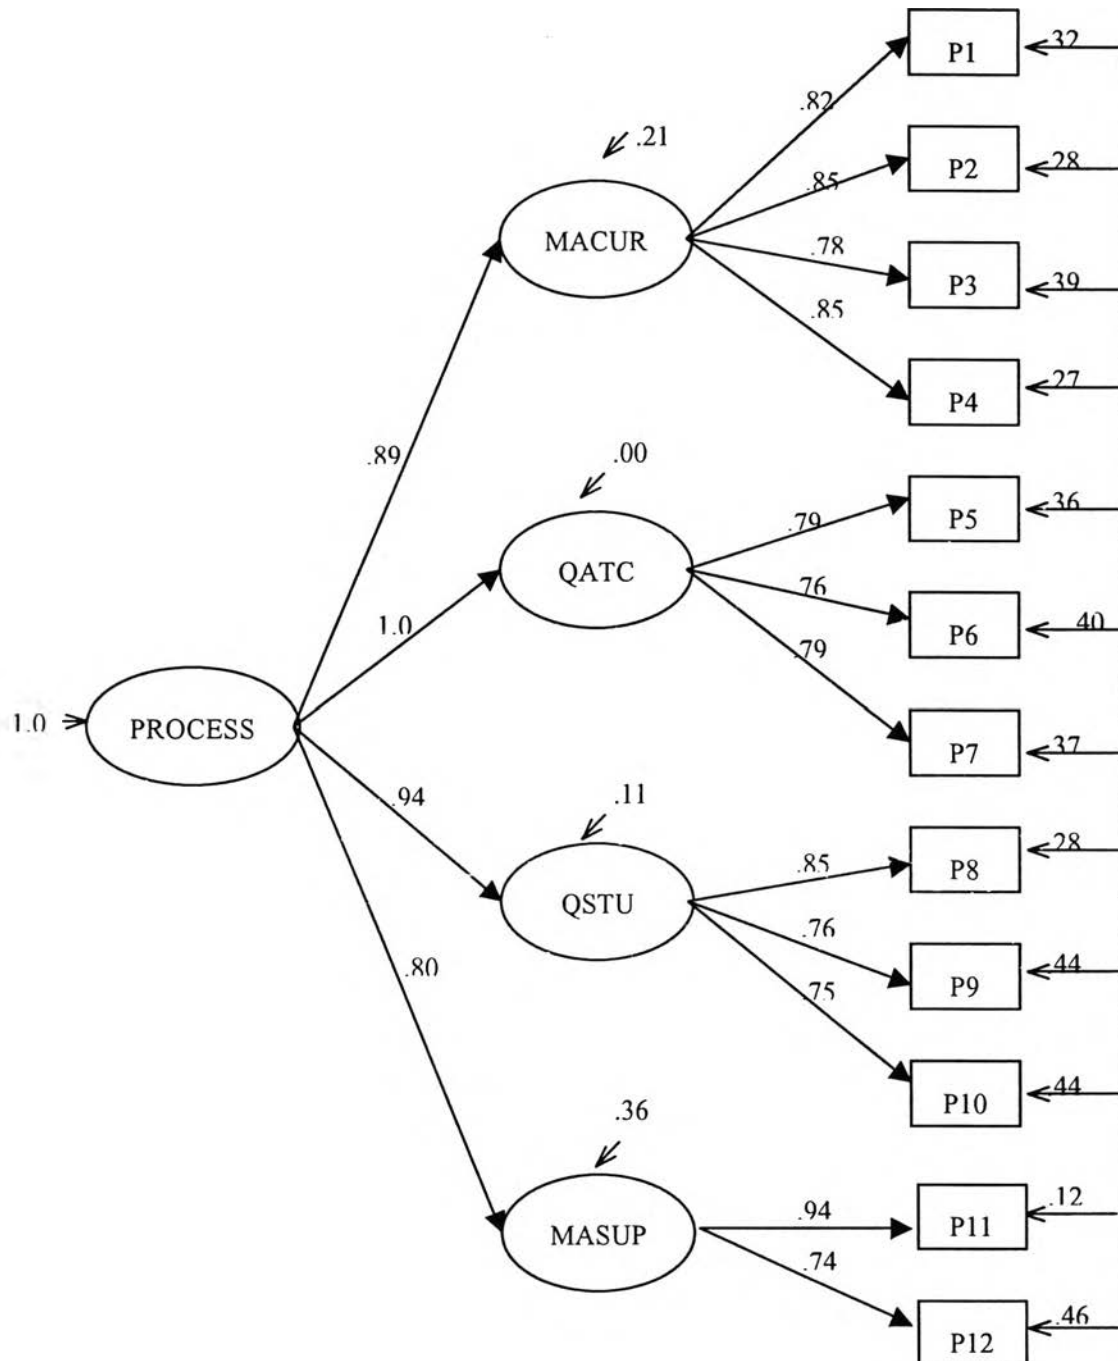 P1
.32
.82
.21
P2
.28
.85
MACUR
.78
P3
.39
.85
P4
.27
.89
.00
.79
P5
.36
QATC
.76
P6
.40
1.0
.79
1.0
PROCESS
P7
.37
.94
.11
.85
P8
.28
QSTU
.76
P9
.44
.80
.75
P10
.44
.36
.94
P11
.12
MASUP
.74
P12
.46